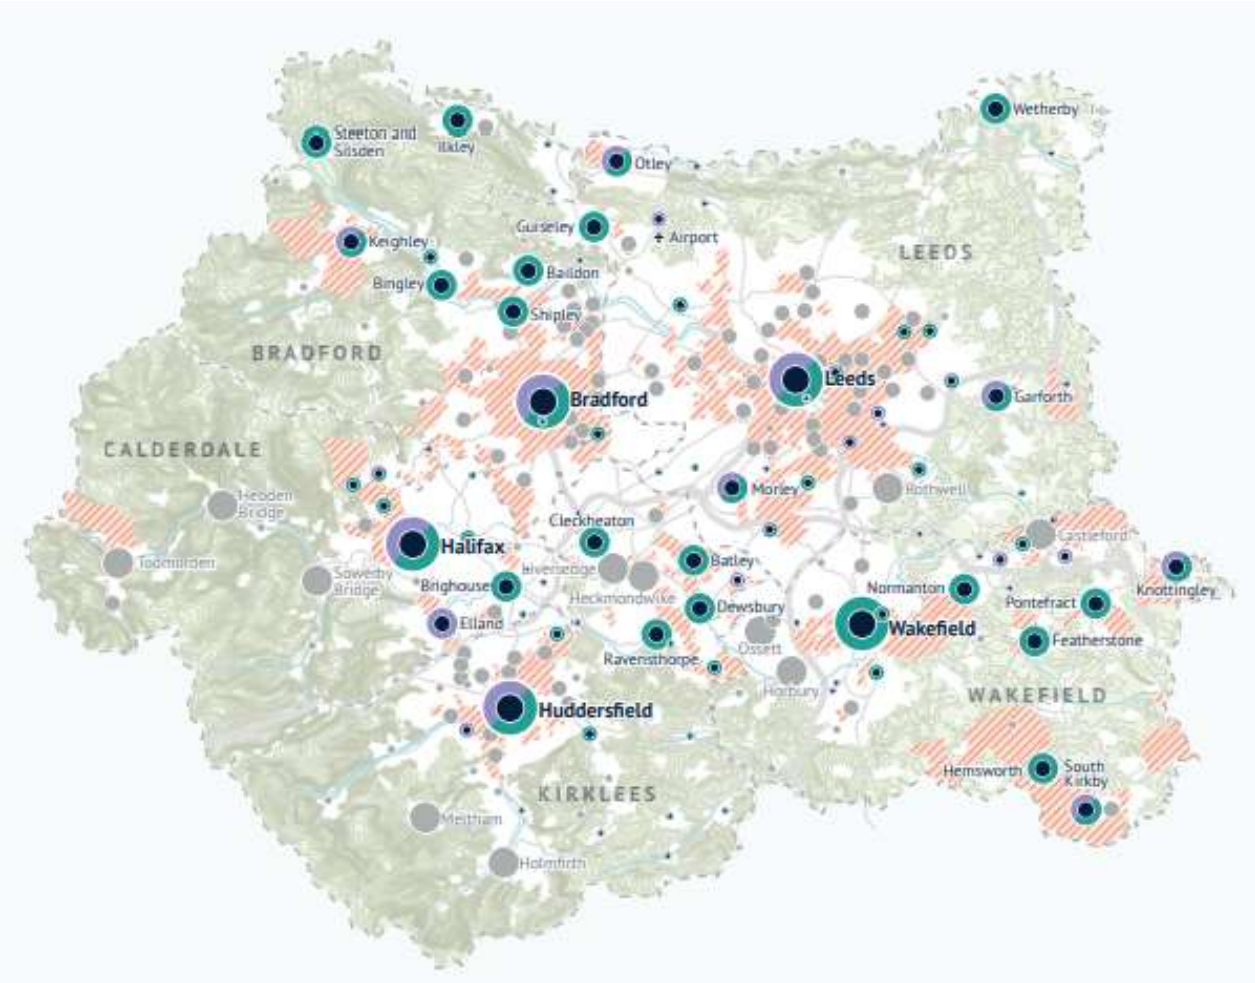 Wetherby
Steeton and
Silsden
Ilkley
Otley
Guiseley
Airport
Keighley
LEEDS
Baildon
Bingley
Shipley
BRADFORD
Leeds
Bradford
Garforth
CALDERDALE
Morley
Rothwell
Hebden
Bridge
Cleckheaton
Castleford
Halifax
Todmorden
Batley
Liversedge
Sowerby
Bridge
Brighouse
Normanton
Knottingley
Heckmondwike
Pontefract
Dewsbury
Elland
Wakefield
Featherstone
Ossett
Ravensthorpe
Horbury
WAKEFIELD
Huddersfield
Hemsworth
South
Kirkby
KIRKLEES
Meltham
Holmfirth